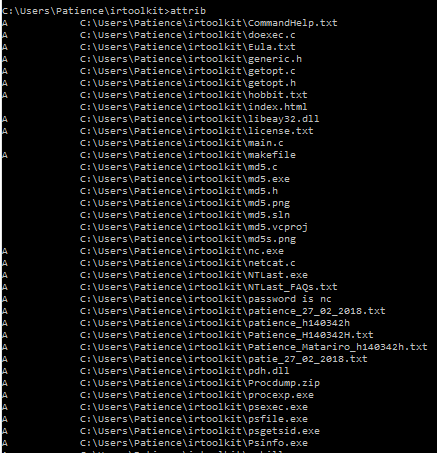 C:\Users\Patience\irtoolkit>attrib
A C:\Users\Patience\irtoolkit\CommandHelp.txt
A C:\Users\Patience\irtoolkit\doexec.c
A C:\Users\Patience\irtoolkit\Eula.txt
A C:\Users\Patience\irtoolkit\generic.h
A C:\Users\Patience\irtoolkit\getopt.c
A C:\Users\Patience\irtoolkit\getopt.h
A C:\Users\Patience\irtoolkit\hobbit.txt
C:\Users\Patience\irtoolkit\index.html
A C:\Users\Patience\irtoolkit\libeay32.dll
A C:\Users\Patience\irtoolkit\license.txt
C:\Users\Patience\irtoolkit\main.c
A C:\Users\Patience\irtoolkit\makefile
C:\Users\Patience\irtoolkit\md5.c
C:\Users\Patience\irtoolkit\md5.exe
C:\Users\Patience\irtoolkit\md5.h
C:\Users\Patience\irtoolkit\md5.png
C:\Users\Patience\irtoolkit\md5.sln
C:\Users\Patience\irtoolkit\md5.vcproj
C:\Users\Patience\irtoolkit\md5s.png
A C:\Users\Patience\irtoolkit\nc.exe
A C:\Users\Patience\irtoolkit\netcat.c
A C:\Users\Patience\irtoolkit\NTLast.exe
A C:\Users\Patience\irtoolkit\NTLast_FAQs.txt
A C:\Users\Patience\irtoolkit\password is nc
A C:\Users\Patience\irtoolkit\patience_27_02_2018.txt
A C:\Users\Patience\irtoolkit\patience_h140342h
A C:\Users\Patience\irtoolkit\Patience_H140342H.txt
A C:\Users\Patience\irtoolkit\Patience_Matariro_h140342h.txt
A C:\Users\Patience\irtoolkit\patie_27_02_2018.txt
A C:\Users\Patience\irtoolkit\pdh.dll
A C:\Users\Patience\irtoolkit\Procdump.zip
A C:\Users\Patience\irtoolkit\procexp.exe
A C:\Users\Patience\irtoolkit\psexec.exe
A C:\Users\Patience\irtoolkit\psfile.exe
A C:\Users\Patience\irtoolkit\psgetsid.exe
A C:\Users\Patience\irtoolkit\Psinfo.exe